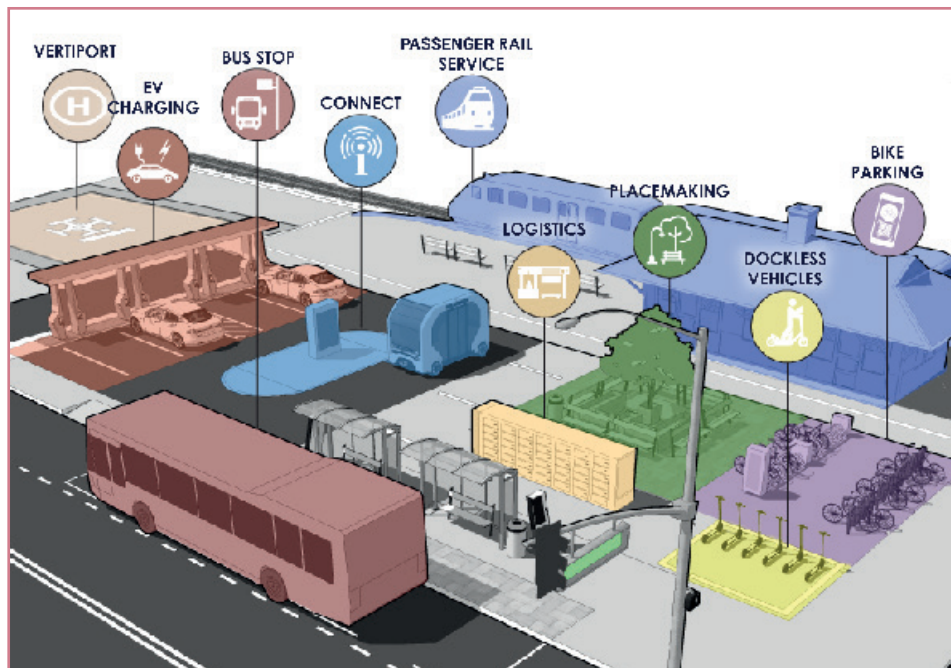 VERTIPORT
EV
CHARGING
BUS STOP
CONNECT
PASSENGER RAIL
SERVICE
LOGISTICS
PLACEMAKING
DOCKLESS
VEHICLES
BIKE
PARKING
H